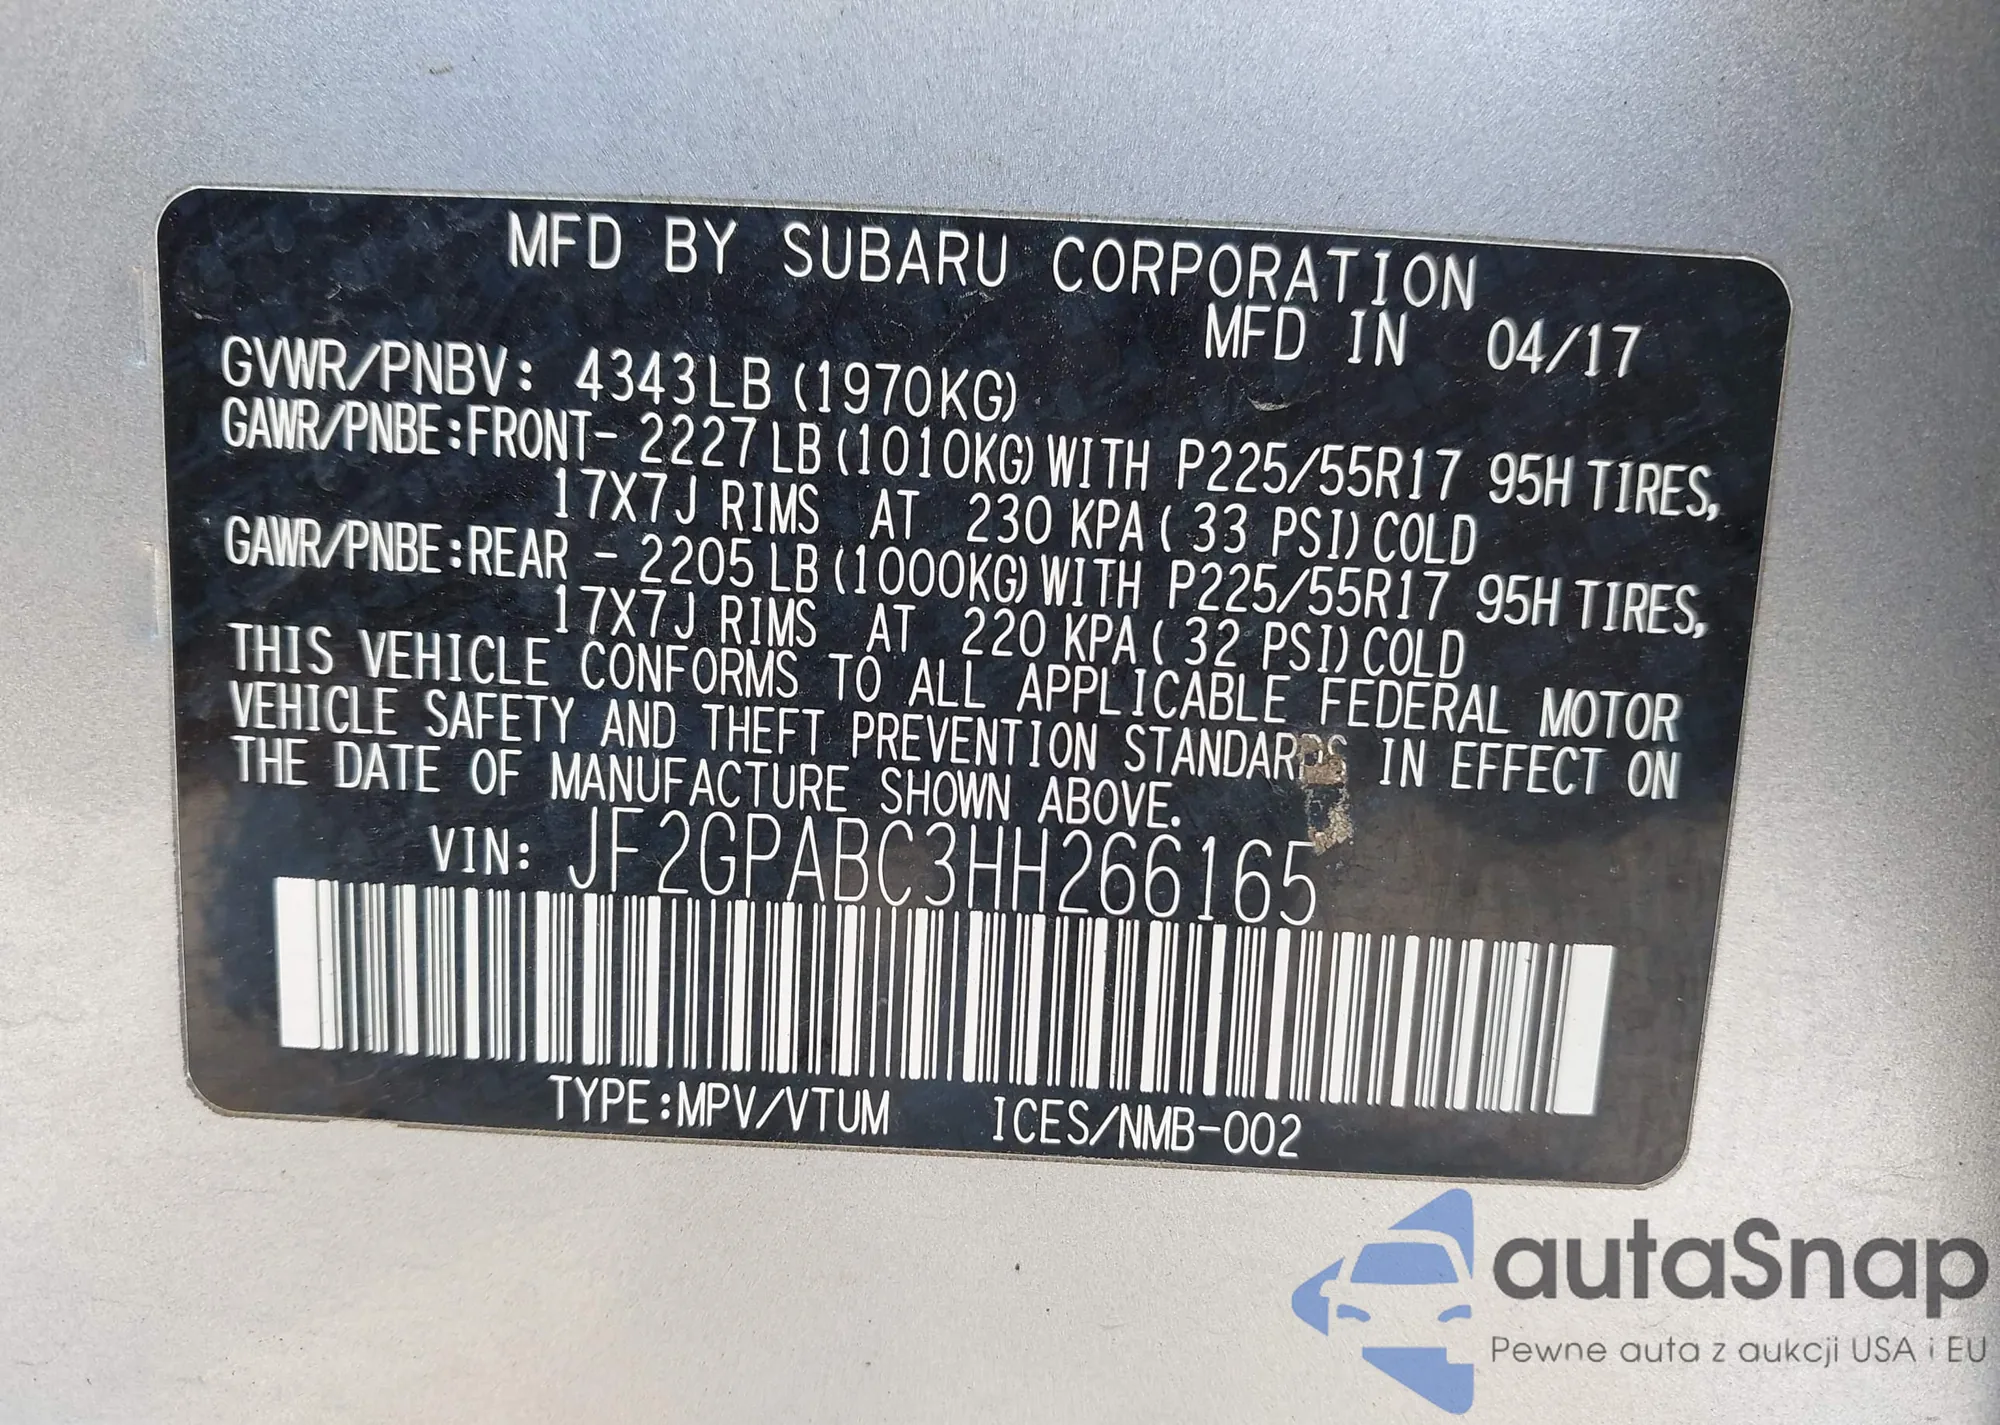 MFD BY SUBARU CORPORATION
MFD IN 04/17
GVWR/PNBV: 4343LB (1970KG)
GAWR/PNBE:FRONT- 2227LB(1010KG)WITH P225/55R17 95H TIRES,
17X7J RIMS AT 230 KPA( 33 PSI)COLD
GAWR/PNBE:REAR - 2205LB(1000KG)WITH P225/55R17 95H TIRES,
17X7J RIMS AT 220 KPA( 32 PSI)COLD
THIS VEHICLE CONFORMS TO ALL APPLICABLE FEDERAL MOTOR
VEHICLE SAFETY AND THEFT PREVENTION STANDARDS IN EFFECT ON
THE DATE OF MANUFACTURE SHOWN ABOVE.
VIN: JF2GPABC3HH266165
TYPE:MPV/VTUM ICES/NMB-002
autaSnap
Pewne auta z aukcji USA i EU